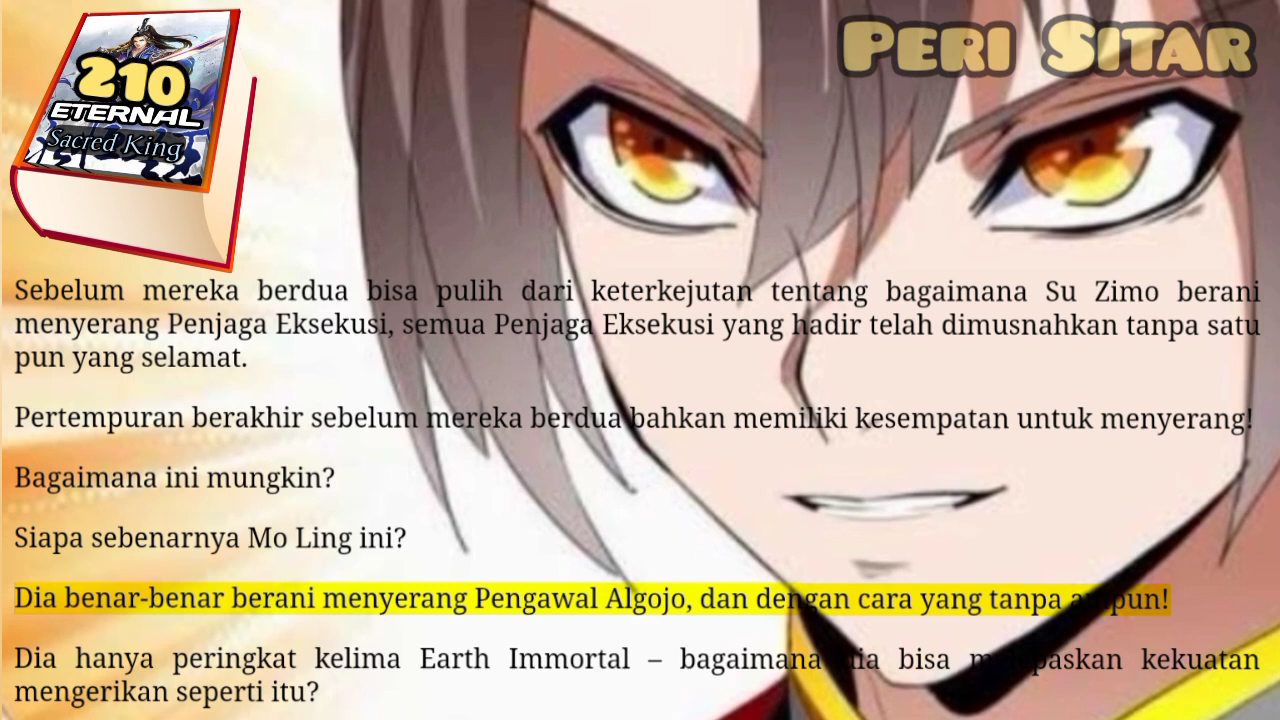 PERI SITAR
210
ETERNAL
Sacred King
Sebelum mereka berdua bisa pulih dari keterkejutan tentang bagaimana Su Zimo berani
menyerang Penjaga Eksekusi, semua Penjaga Eksekusi yang hadir telah dimusnahkan tanpa satu
pun yang selamat.
Pertempuran berakhir sebelum mereka berdua bahkan memiliki kesempatan untuk menyerang!
Bagaimana ini mungkin?
Siapa sebenarnya Mo Ling ini?
Dia benar-benar berani menyerang Pengawal Algojo, dan dengan cara yang tanpa ampun!
Dia hanya peringkat kelima Earth Immortal – bagaimana dia bisa kekuatan
mengerikan seperti itu?